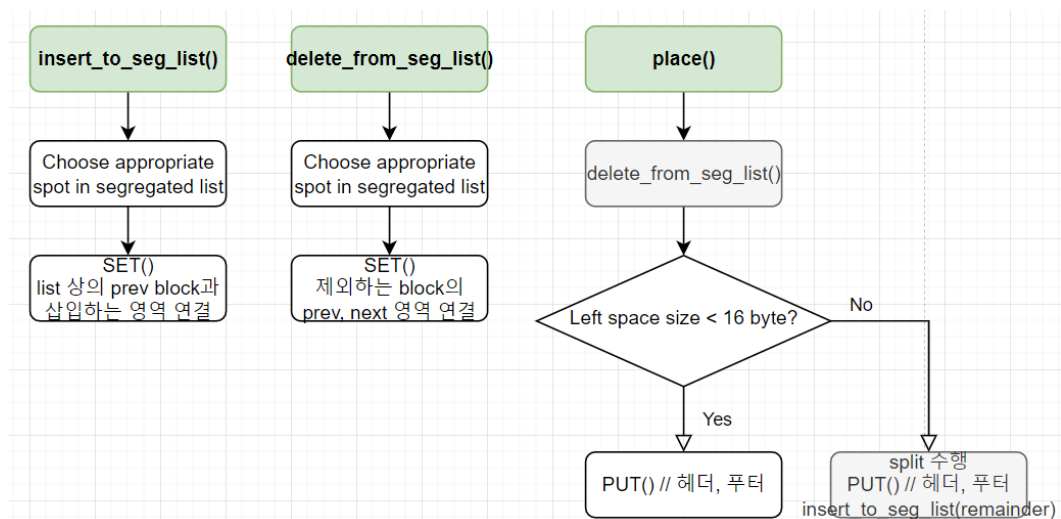 insert_to_seg_list()
Choose appropriate
spot in segregated list
SET()
list 상의 prev block과
삽입하는 영역 연결
delete_from_seg_list()
Choose appropriate
spot in segregated list
SET()
제외하는 block의
prev, next 영역 연결
place()
delete_from_seg_list()
Left space size < 16 byte?
No
Yes
PUT() // 헤더, 푸터
split 수행
PUT() // 헤더, 푸터
insert_to_seg_list(remainder)